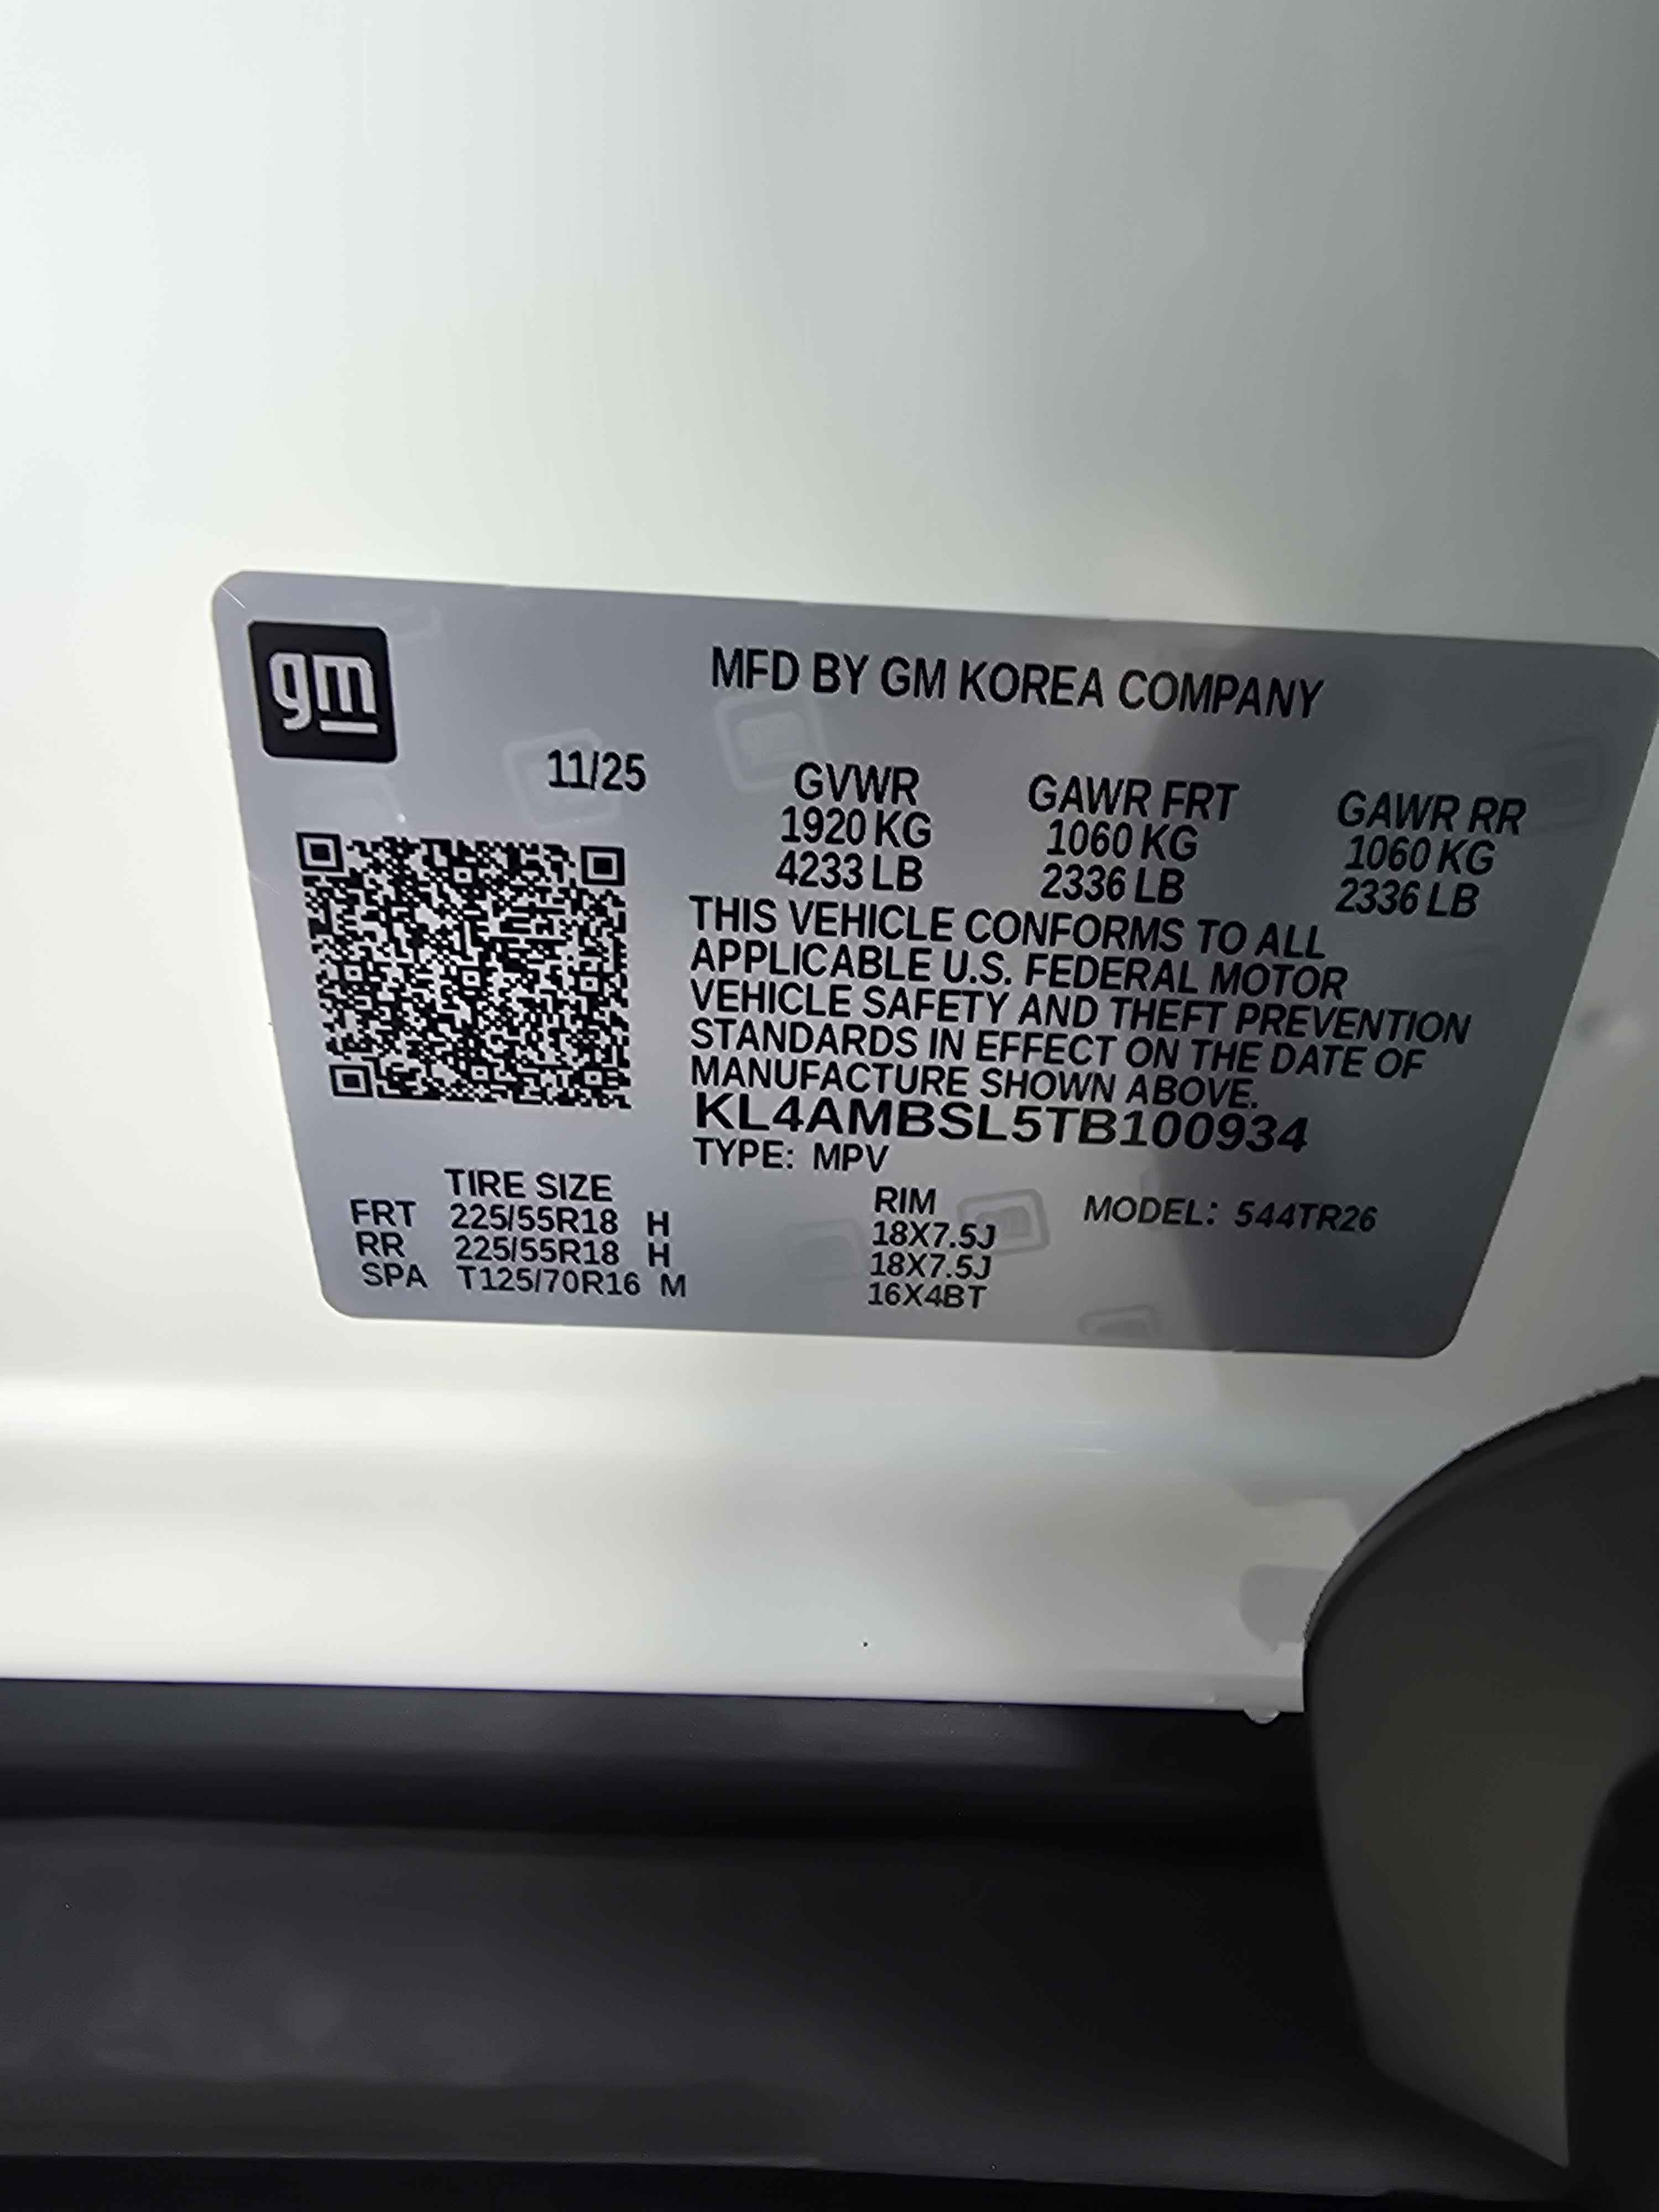 gm
MFD BY GM KOREA COMPANY
11/25
GVWR GAWR FRT GAWR RR
1920 KG 1060 KG 1060 KG
4233 LB 2336 LB 2336 LB
THIS VEHICLE CONFORMS TO ALL
APPLICABLE U.S. FEDERAL MOTOR
VEHICLE SAFETY AND THEFT PREVENTION
STANDARDS IN EFFECT ON THE DATE OF
MANUFACTURE SHOWN ABOVE.
KL4AMBSL5TB100934
TYPE: MPV
TIRE SIZE RIM MODEL: 544TR26
FRT 225/55R18 H 18X7.5J
RR 225/55R18 H 18X7.5J
SPA T125/70R16 M 16X4BT